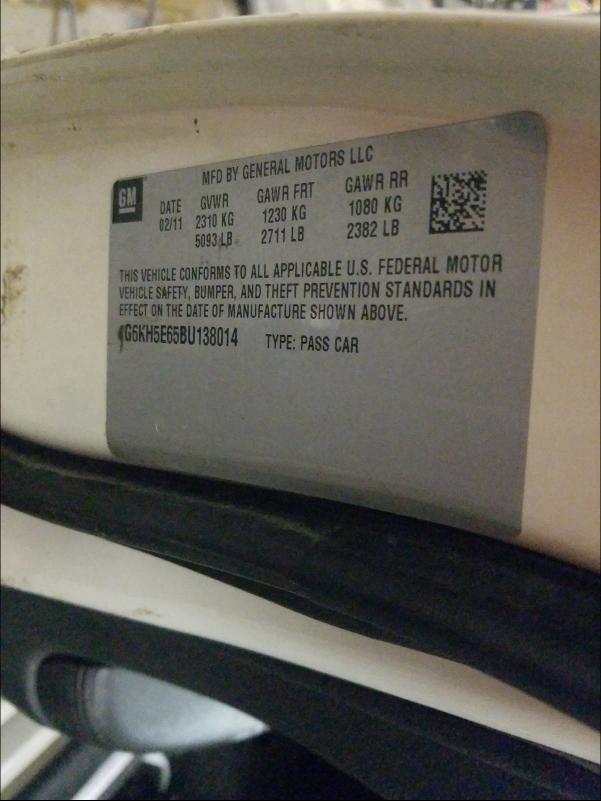 GM
MFD BY GENERAL MOTORS LLC
DATE GVWR GAWR FRT GAWR RR
02/11 2310 KG 1230 KG 1080 KG
5093 LB 2711 LB 2382 LB
THIS VEHICLE CONFORMS TO ALL APPLICABLE U.S. FEDERAL MOTOR
VEHICLE SAFETY, BUMPER, AND THEFT PREVENTION STANDARDS IN
EFFECT ON THE DATE OF MANUFACTURE SHOWN ABOVE.
1G6KH5E65BU138014 TYPE: PASS CAR